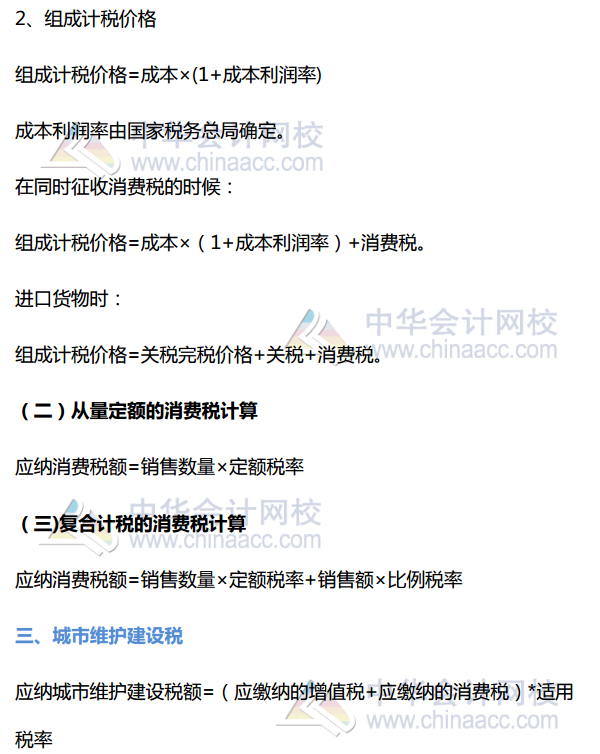 2、组成计税价格
组成计税价格=成本×(1+成本利润率)
成本利润率由国家税务总局确定。
中华会计网校
www.chinaacc.com
在同时征收消费税的时候：
组成计税价格=成本×（1+成本利润率）+消费税。
进口货物时：
中华会计网校
www.chinaacc.com
组成计税价格=关税完税价格+关税+消费税。
（二）从量定额的消费税计算
应纳消费税额=销售数量×定额税率
中华会计网校
www.chinaacc.com
（三)复合计税的消费税计算
应纳消费税额=销售数量×定额税率+销售额×比例税率
三、城市维护建设税
应纳城市维护建设税额=（应缴纳的增值税+应缴纳的消费税）*适用
税率
中华会计网校
www.chinaacc.com